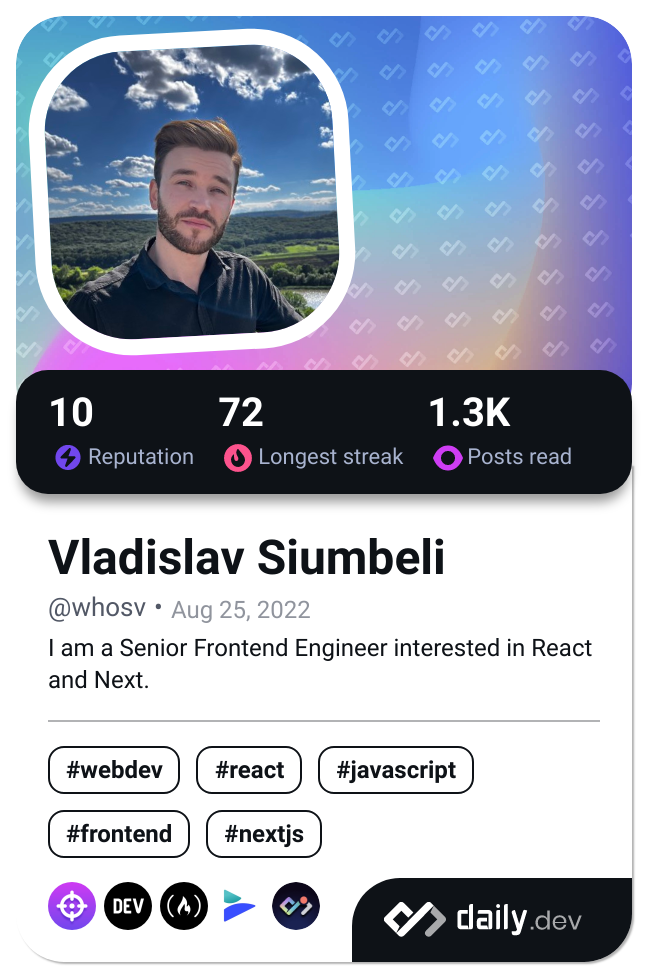 10 72 1.3K
Reputation Longest streak Posts read
Vladislav Siumbeli
@whosv • Aug 25, 2022
I am a Senior Frontend Engineer interested in React
and Next.
#webdev #react #javascript
#frontend #nextjs
DEV daily.dev